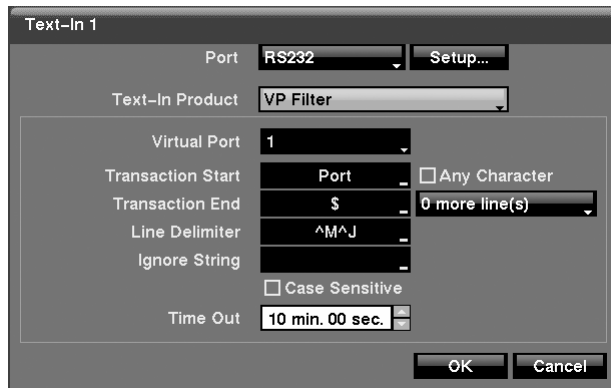 Text-In 1
Port RS232 Setup...
Text-In Product VP Filter
Virtual Port 1
Transaction Start Port Any Character
Transaction End $ 0 more line(s)
Line Delimiter ^M^J
Ignore String
Case Sensitive
Time Out 10 min. 00 sec.
OK Cancel